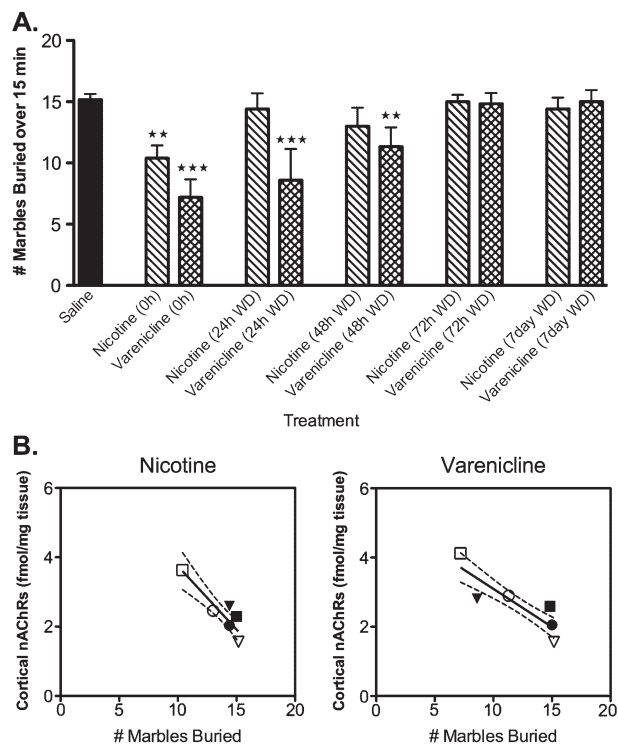 A.
# Marbles Buried over 15 min
20
15
10
5
0
★★
★★★
★★★
★★
Saline
Nicotine (0h)
Varenicline (0h)
Nicotine (24h WD)
Varenicline (24h WD)
Nicotine (48h WD)
Varenicline (48h WD)
Nicotine (72h WD)
Varenicline (72h WD)
Nicotine (7day WD)
Varenicline (7day WD)
Treatment
B.
Nicotine
Cortical nAChRs (fmol/mg tissue)
6
4
2
0
0 5 10 15 20
# Marbles Buried
Varenicline
Cortical nAChRs (fmol/mg tissue)
6
4
2
0
0 5 10 15 20
# Marbles Buried